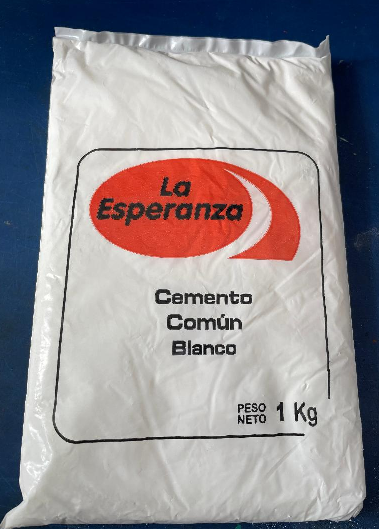 La
Esperanza
Cemento
Común
Blanco
PESO
NETO 1 Kg